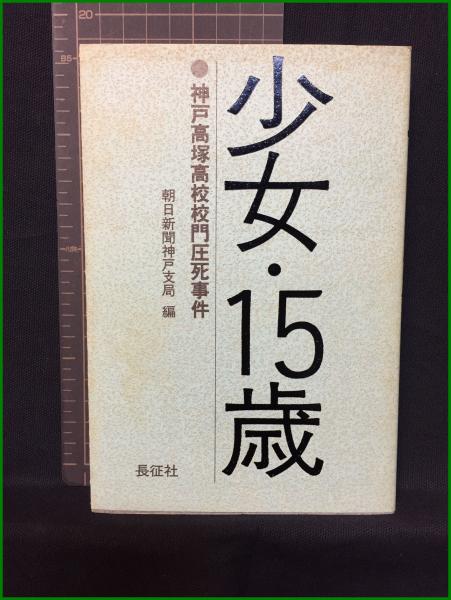 少女・15歳
●神戸高塚高校校門圧死事件
朝日新聞神戸支局 編
長征社
20